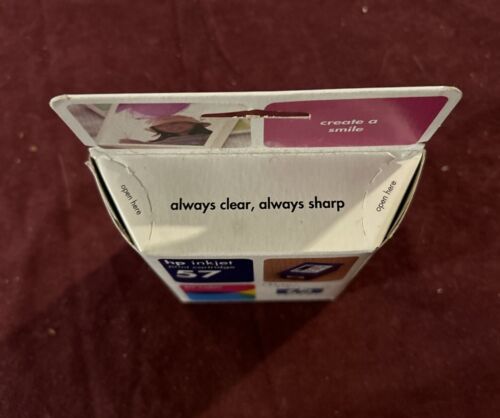 create a
smile
open here
always clear, always sharp
open here
hp inkjet
print cartridge
57